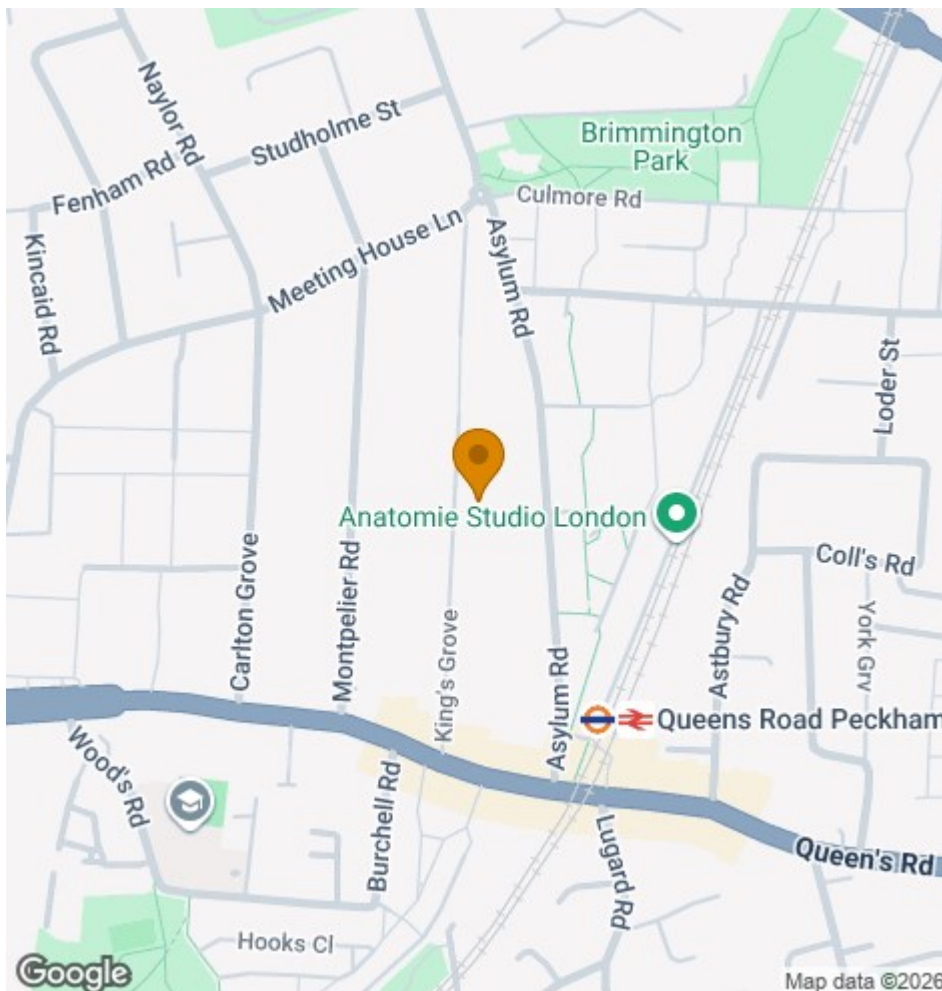 Naylor Rd
Studholme St
Brimmington
Park
Fenham Rd
Culmore Rd
Meeting House Ln
Kincaid Rd
Asylum Rd
Loder St
Anatomie Studio London
Coll's Rd
Carlton Grove
Montpelier Rd
King's Grove
Asylum Rd
Astbury Rd
York Grv
Queens Road Peckham
Wood's Rd
Burchell Rd
Lugard Rd
Queen's Rd
Hooks Cl
Google
Map data ©2026